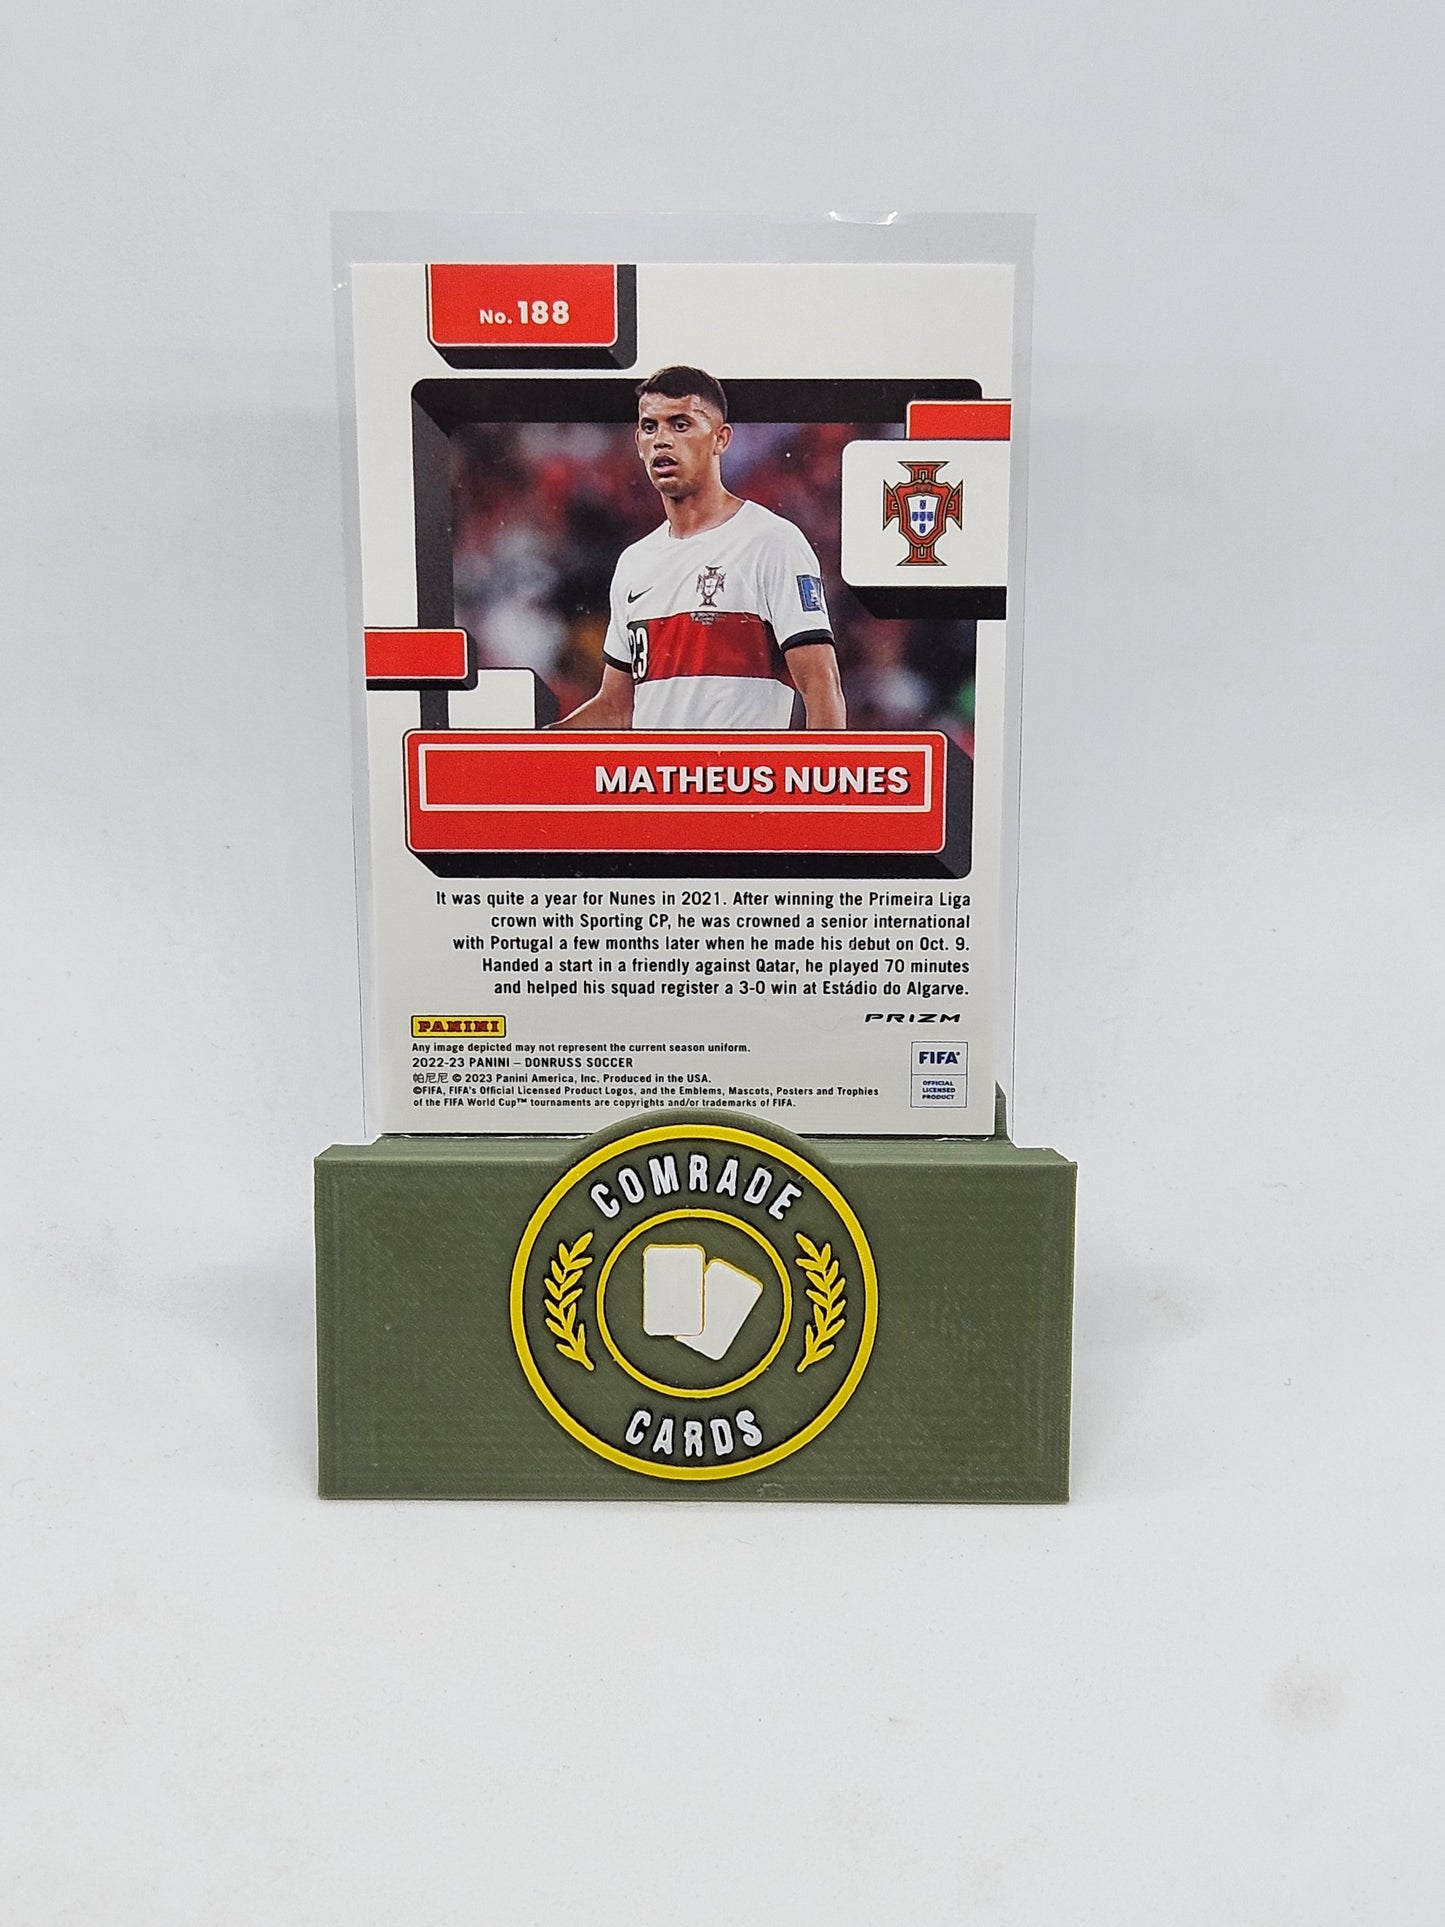 No. 188
23
MATHEUS NUNES
It was quite a year for Nunes in 2021. After winning the Primeira Liga
crown with Sporting CP, he was crowned a senior international
with Portugal a few months later when he made his debut on Oct. 9.
Handed a start in a friendly against Qatar, he played 70 minutes
and helped his squad register a 3-0 win at Estádio do Algarve.
PRIZM
PANINI
Any image depicted may not represent the current season uniform.
2022-23 PANINI – DONRUSS SOCCER
帕尼尼 © 2023 Panini America, Inc. Produced in the USA.
©FIFA, FIFA's Official Licensed Product Logos, and the Emblems, Mascots, Posters and Trophies
of the FIFA World Cup™ tournaments are copyrights and/or trademarks of FIFA.
FIFA®
OFFICIAL
LICENSED
PRODUCT
COMRADE
CARDS